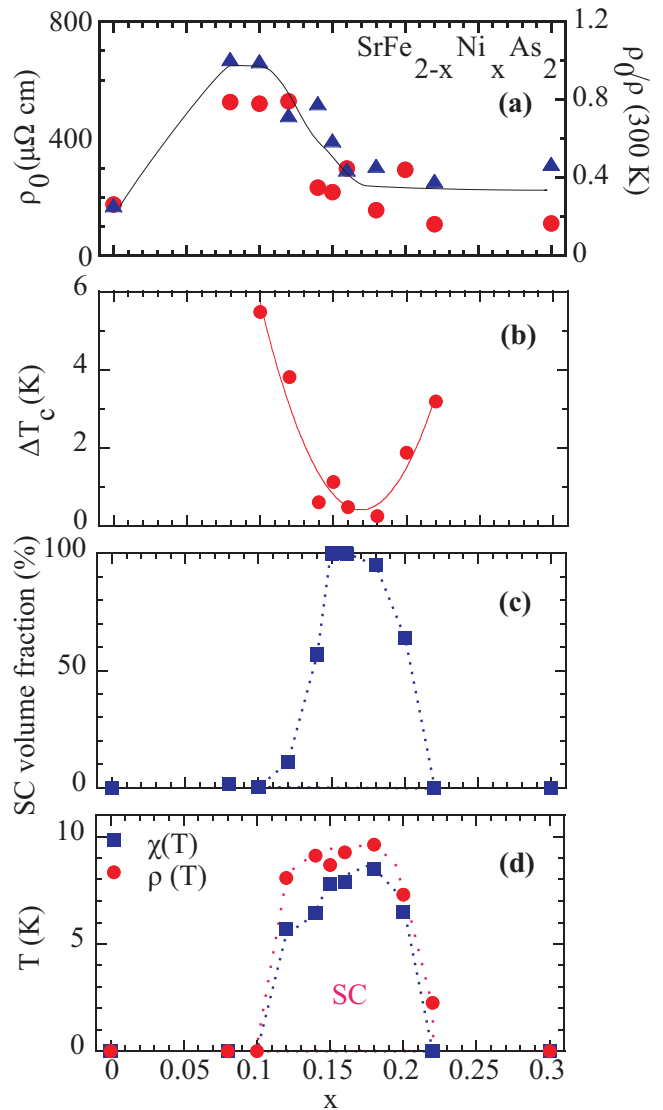 SrFe2-xNixAs2
(a)
ρ0(μΩ cm)
800
400
0
ρ0/ρ (300 K)
1.2
0.8
0.4
0
(b)
ΔTc(K)
6
4
2
0
(c)
SC volume fraction (%)
100
50
0
(d)
χ(T)
ρ (T)
SC
T (K)
10
5
0
0 0.05 0.1 0.15 0.2 0.25 0.3
x